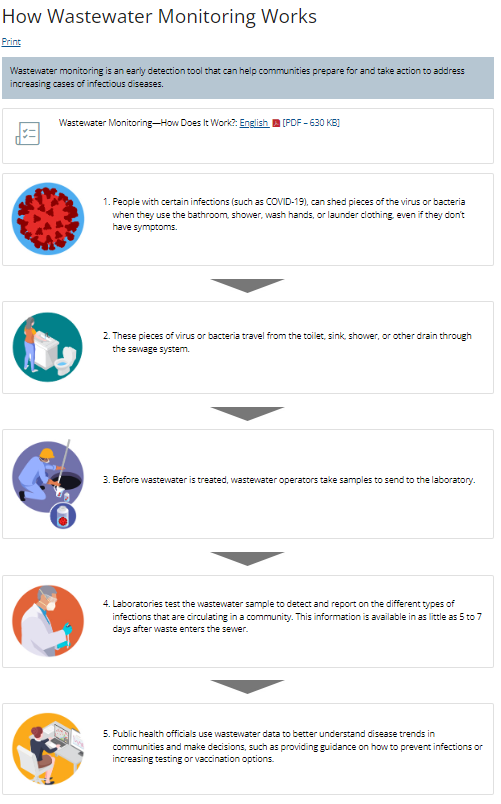 How Wastewater Monitoring Works
Print
Wastewater monitoring is an early detection tool that can help communities prepare for and take action to address
increasing cases of infectious diseases.
Wastewater Monitoring—How Does It Work?: English [PDF – 630 KB]
1. People with certain infections (such as COVID-19), can shed pieces of the virus or bacteria
when they use the bathroom, shower, wash hands, or launder clothing, even if they don't
have symptoms.
2. These pieces of virus or bacteria travel from the toilet, sink, shower, or other drain through
the sewage system.
3. Before wastewater is treated, wastewater operators take samples to send to the laboratory.
4. Laboratories test the wastewater sample to detect and report on the different types of
infections that are circulating in a community. This information is available in as little as 5 to 7
days after waste enters the sewer.
5. Public health officials use wastewater data to better understand disease trends in
communities and make decisions, such as providing guidance on how to prevent infections or
increasing testing or vaccination options.